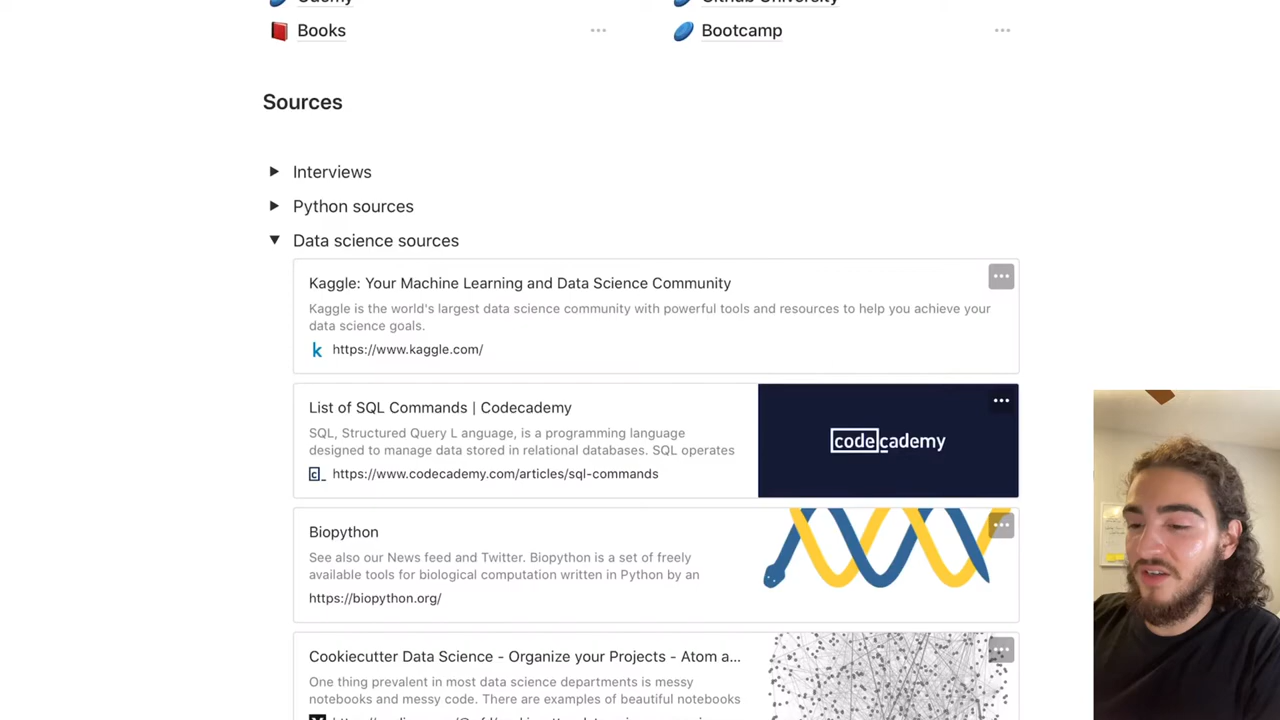 Udemy
Github University
Books
Bootcamp
Sources
Interviews
Python sources
Data science sources
Kaggle: Your Machine Learning and Data Science Community
Kaggle is the world's largest data science community with powerful tools and resources to help you achieve your
data science goals.
k https://www.kaggle.com/
List of SQL Commands | Codecademy
SQL, Structured Query L anguage, is a programming language
designed to manage data stored in relational databases. SQL operates
c_ https://www.codecademy.com/articles/sql-commands
codecademy
Biopython
See also our News feed and Twitter. Biopython is a set of freely
available tools for biological computation written in Python by an
https://biopython.org/
Cookiecutter Data Science - Organize your Projects - Atom a...
One thing prevalent in most data science departments is messy
notebooks and messy code. There are examples of beautiful notebooks